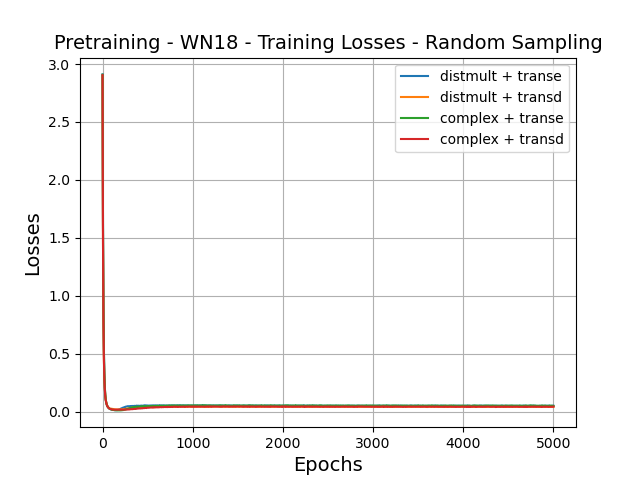 Pretraining - WN18 - Training Losses - Random Sampling
distmult + transe
distmult + transd
complex + transe
complex + transd
Losses
3.0
2.5
2.0
1.5
1.0
0.5
0.0
0 1000 2000 3000 4000 5000
Epochs